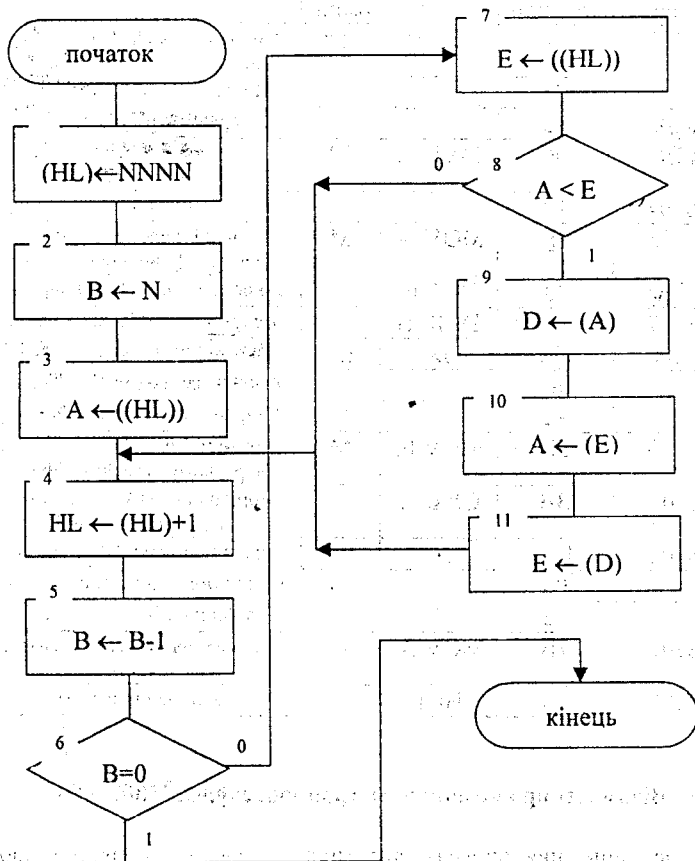 початок
(HL)←NNNN
2
B ← N
3
A ←((HL))
4
HL ← (HL)+1
5
B ← B-1
6
B=0
0
1
7
E ← ((HL))
0
8
A < E
1
9
D ← (A)
10
A ← (E)
11
E ← (D)
кінець